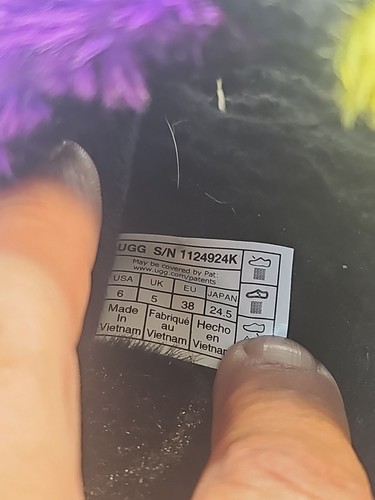 UGG S/N 1124924K
May be covered by Pat.
www.ugg.com/patents
USA UK EU JAPAN
6 5 38 24.5
Made In Vietnam
Fabriqué au Vietnam
Hecho en Vietnam